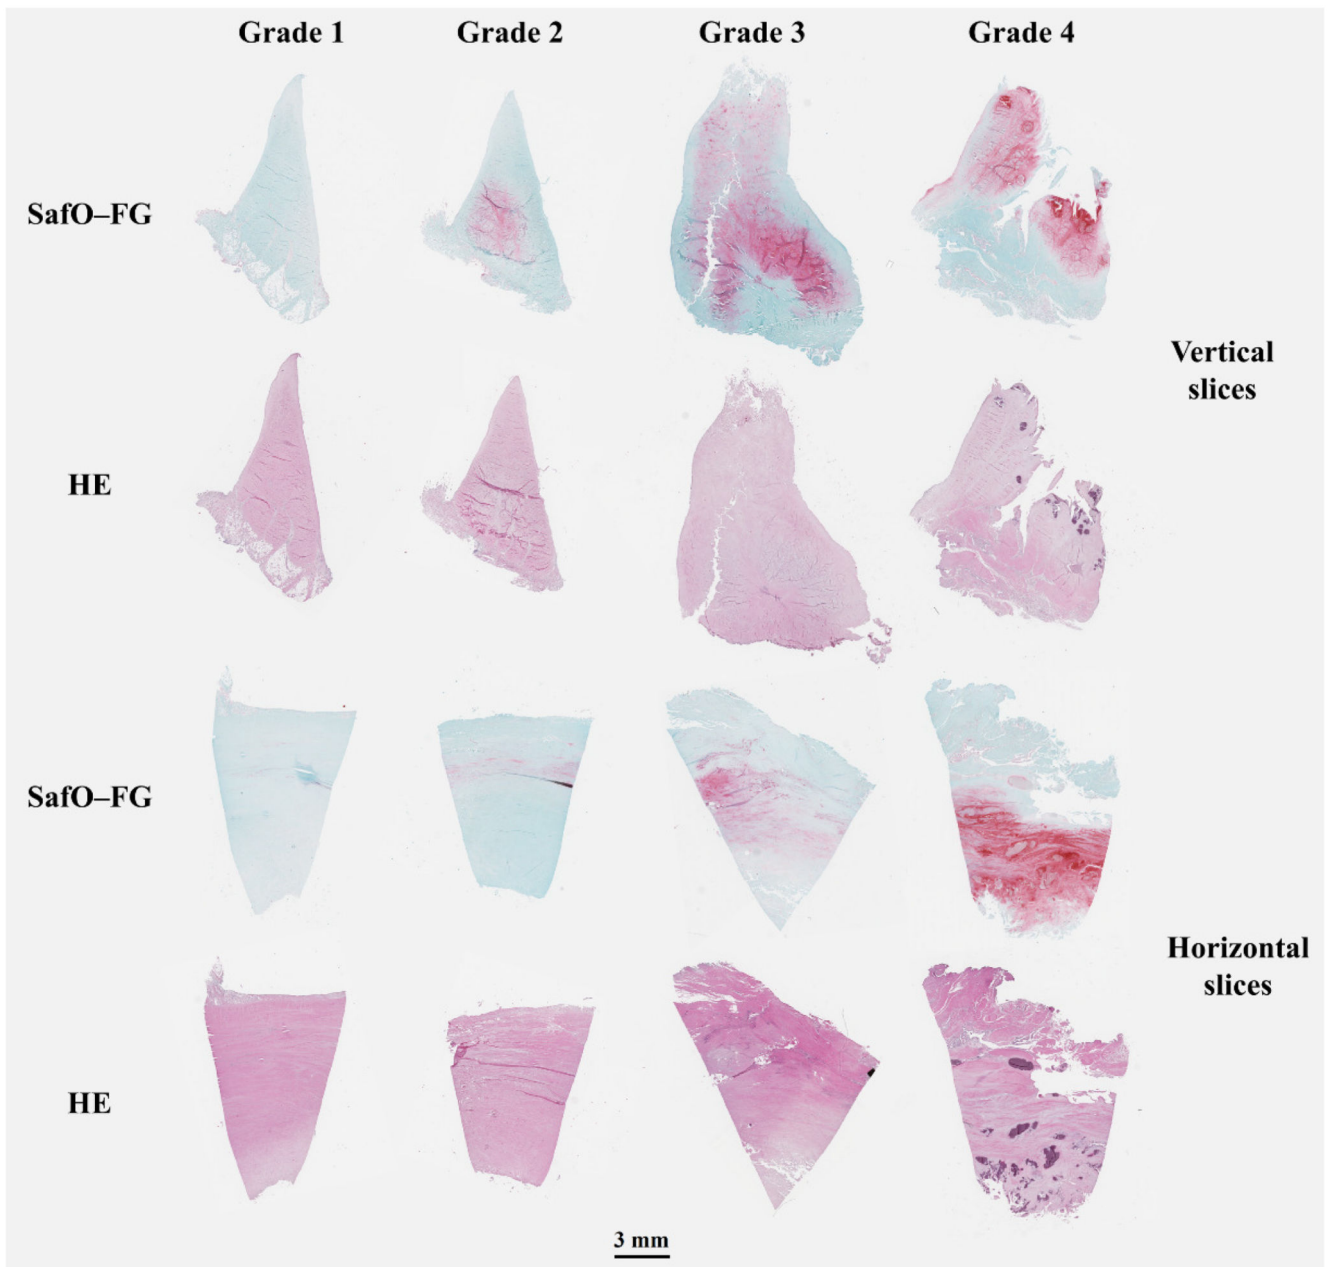 Grade 1 Grade 2 Grade 3 Grade 4
SafO–FG
Vertical
slices
HE
SafO–FG
Horizontal
slices
HE
3 mm